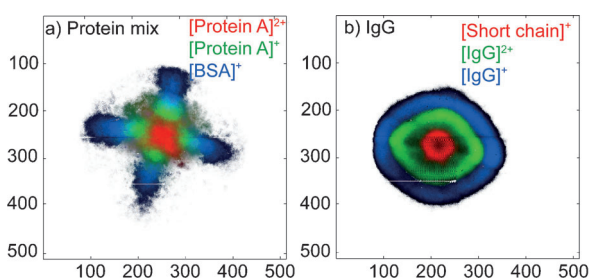 a) Protein mix
[Protein A]2+
[Protein A]+
[BSA]+
100
200
300
400
500
100 200 300 400 500
b) IgG
[Short chain]+
[IgG]2+
[IgG]+
100
200
300
400
500
100 200 300 400 500